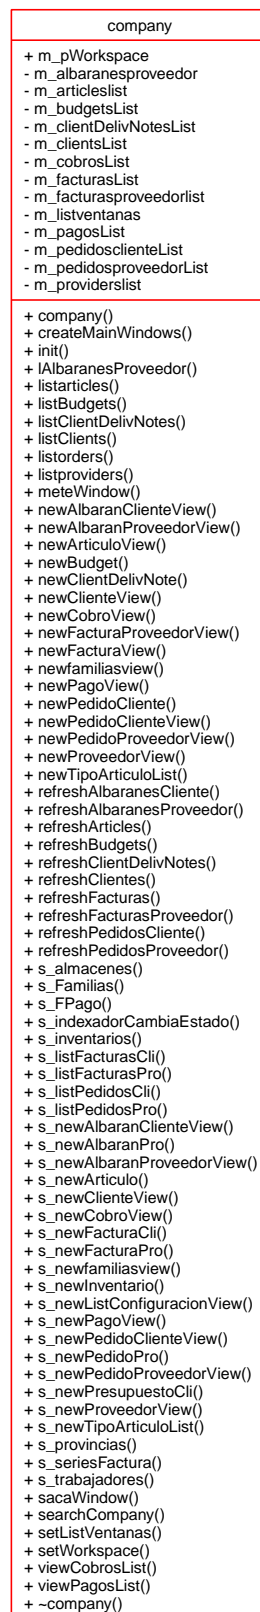 company
+ m_pWorkspace
- m_albaranesproveedor
- m_articleslist
- m_budgetsList
- m_clientDelivNotesList
- m_clientsList
- m_cobrosList
- m_facturasList
- m_facturasproveedorlist
- m_listventanas
- m_pagosList
- m_pedidosclienteList
- m_pedidosproveedorList
- m_providerslist
+ company()
+ createMainWindows()
+ init()
+ lAlbaranesProveedor()
+ listarticles()
+ listBudgets()
+ listClientDelivNotes()
+ listClients()
+ listorders()
+ listproviders()
+ meteWindow()
+ newAlbaranClienteView()
+ newAlbaranProveedorView()
+ newArticuloView()
+ newBudget()
+ newClientDelivNote()
+ newClienteView()
+ newCobroView()
+ newFacturaProveedorView()
+ newFacturaView()
+ newfamiliasview()
+ newPagoView()
+ newPedidoCliente()
+ newPedidoClienteView()
+ newPedidoProveedorView()
+ newProveedorView()
+ newTipoArticuloList()
+ refreshAlbaranesCliente()
+ refreshAlbaranesProveedor()
+ refreshArticles()
+ refreshBudgets()
+ refreshClientDelivNotes()
+ refreshClientes()
+ refreshFacturas()
+ refreshFacturasProveedor()
+ refreshPedidosCliente()
+ refreshPedidosProveedor()
+ s_almacenes()
+ s_Familias()
+ s_FPago()
+ s_indexadorCambiaEstado()
+ s_inventarios()
+ s_listFacturasCli()
+ s_listFacturasPro()
+ s_listPedidosCli()
+ s_listPedidosPro()
+ s_newAlbaranClienteView()
+ s_newAlbaranPro()
+ s_newAlbaranProveedorView()
+ s_newArticulo()
+ s_newClienteView()
+ s_newCobroView()
+ s_newFacturaCli()
+ s_newFacturaPro()
+ s_newfamiliasview()
+ s_newInventario()
+ s_newListConfiguracionView()
+ s_newPagoView()
+ s_newPedidoClienteView()
+ s_newPedidoPro()
+ s_newPedidoProveedorView()
+ s_newPresupuestoCli()
+ s_newProveedorView()
+ s_newTipoArticuloList()
+ s_provincias()
+ s_seriesFactura()
+ s_trabajadores()
+ sacaWindow()
+ searchCompany()
+ setListVentanas()
+ setWorkspace()
+ viewCobrosList()
+ viewPagosList()
+ ~company()